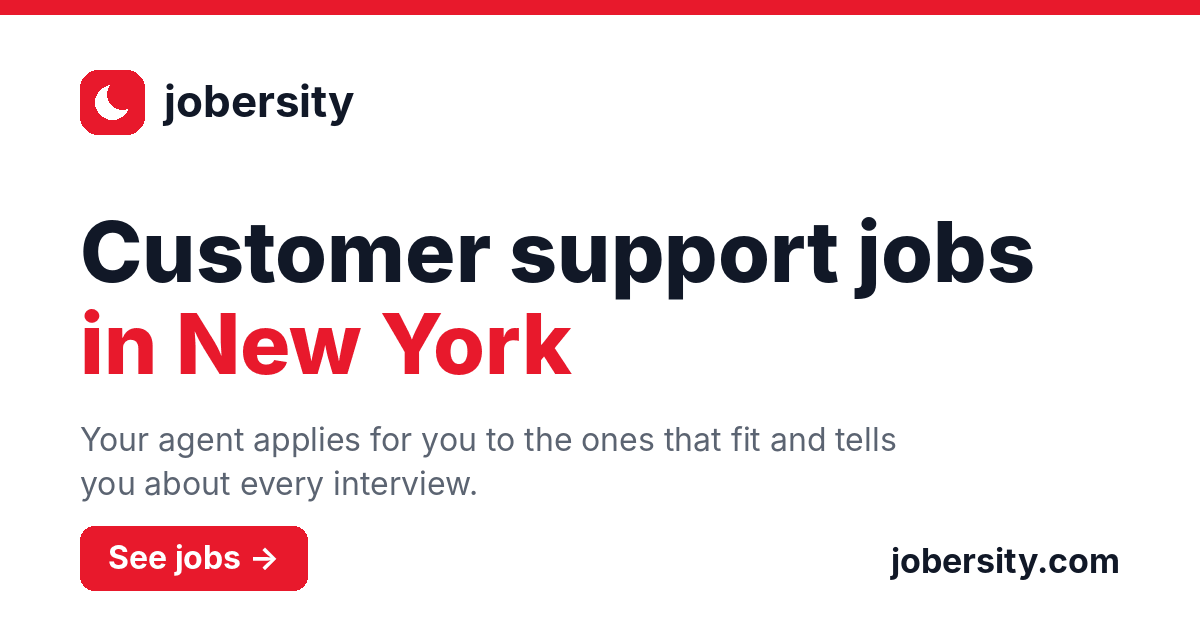 jobersity
Customer support jobs
in New York
Your agent applies for you to the ones that fit and tells
you about every interview.
See jobs →
jobersity.com